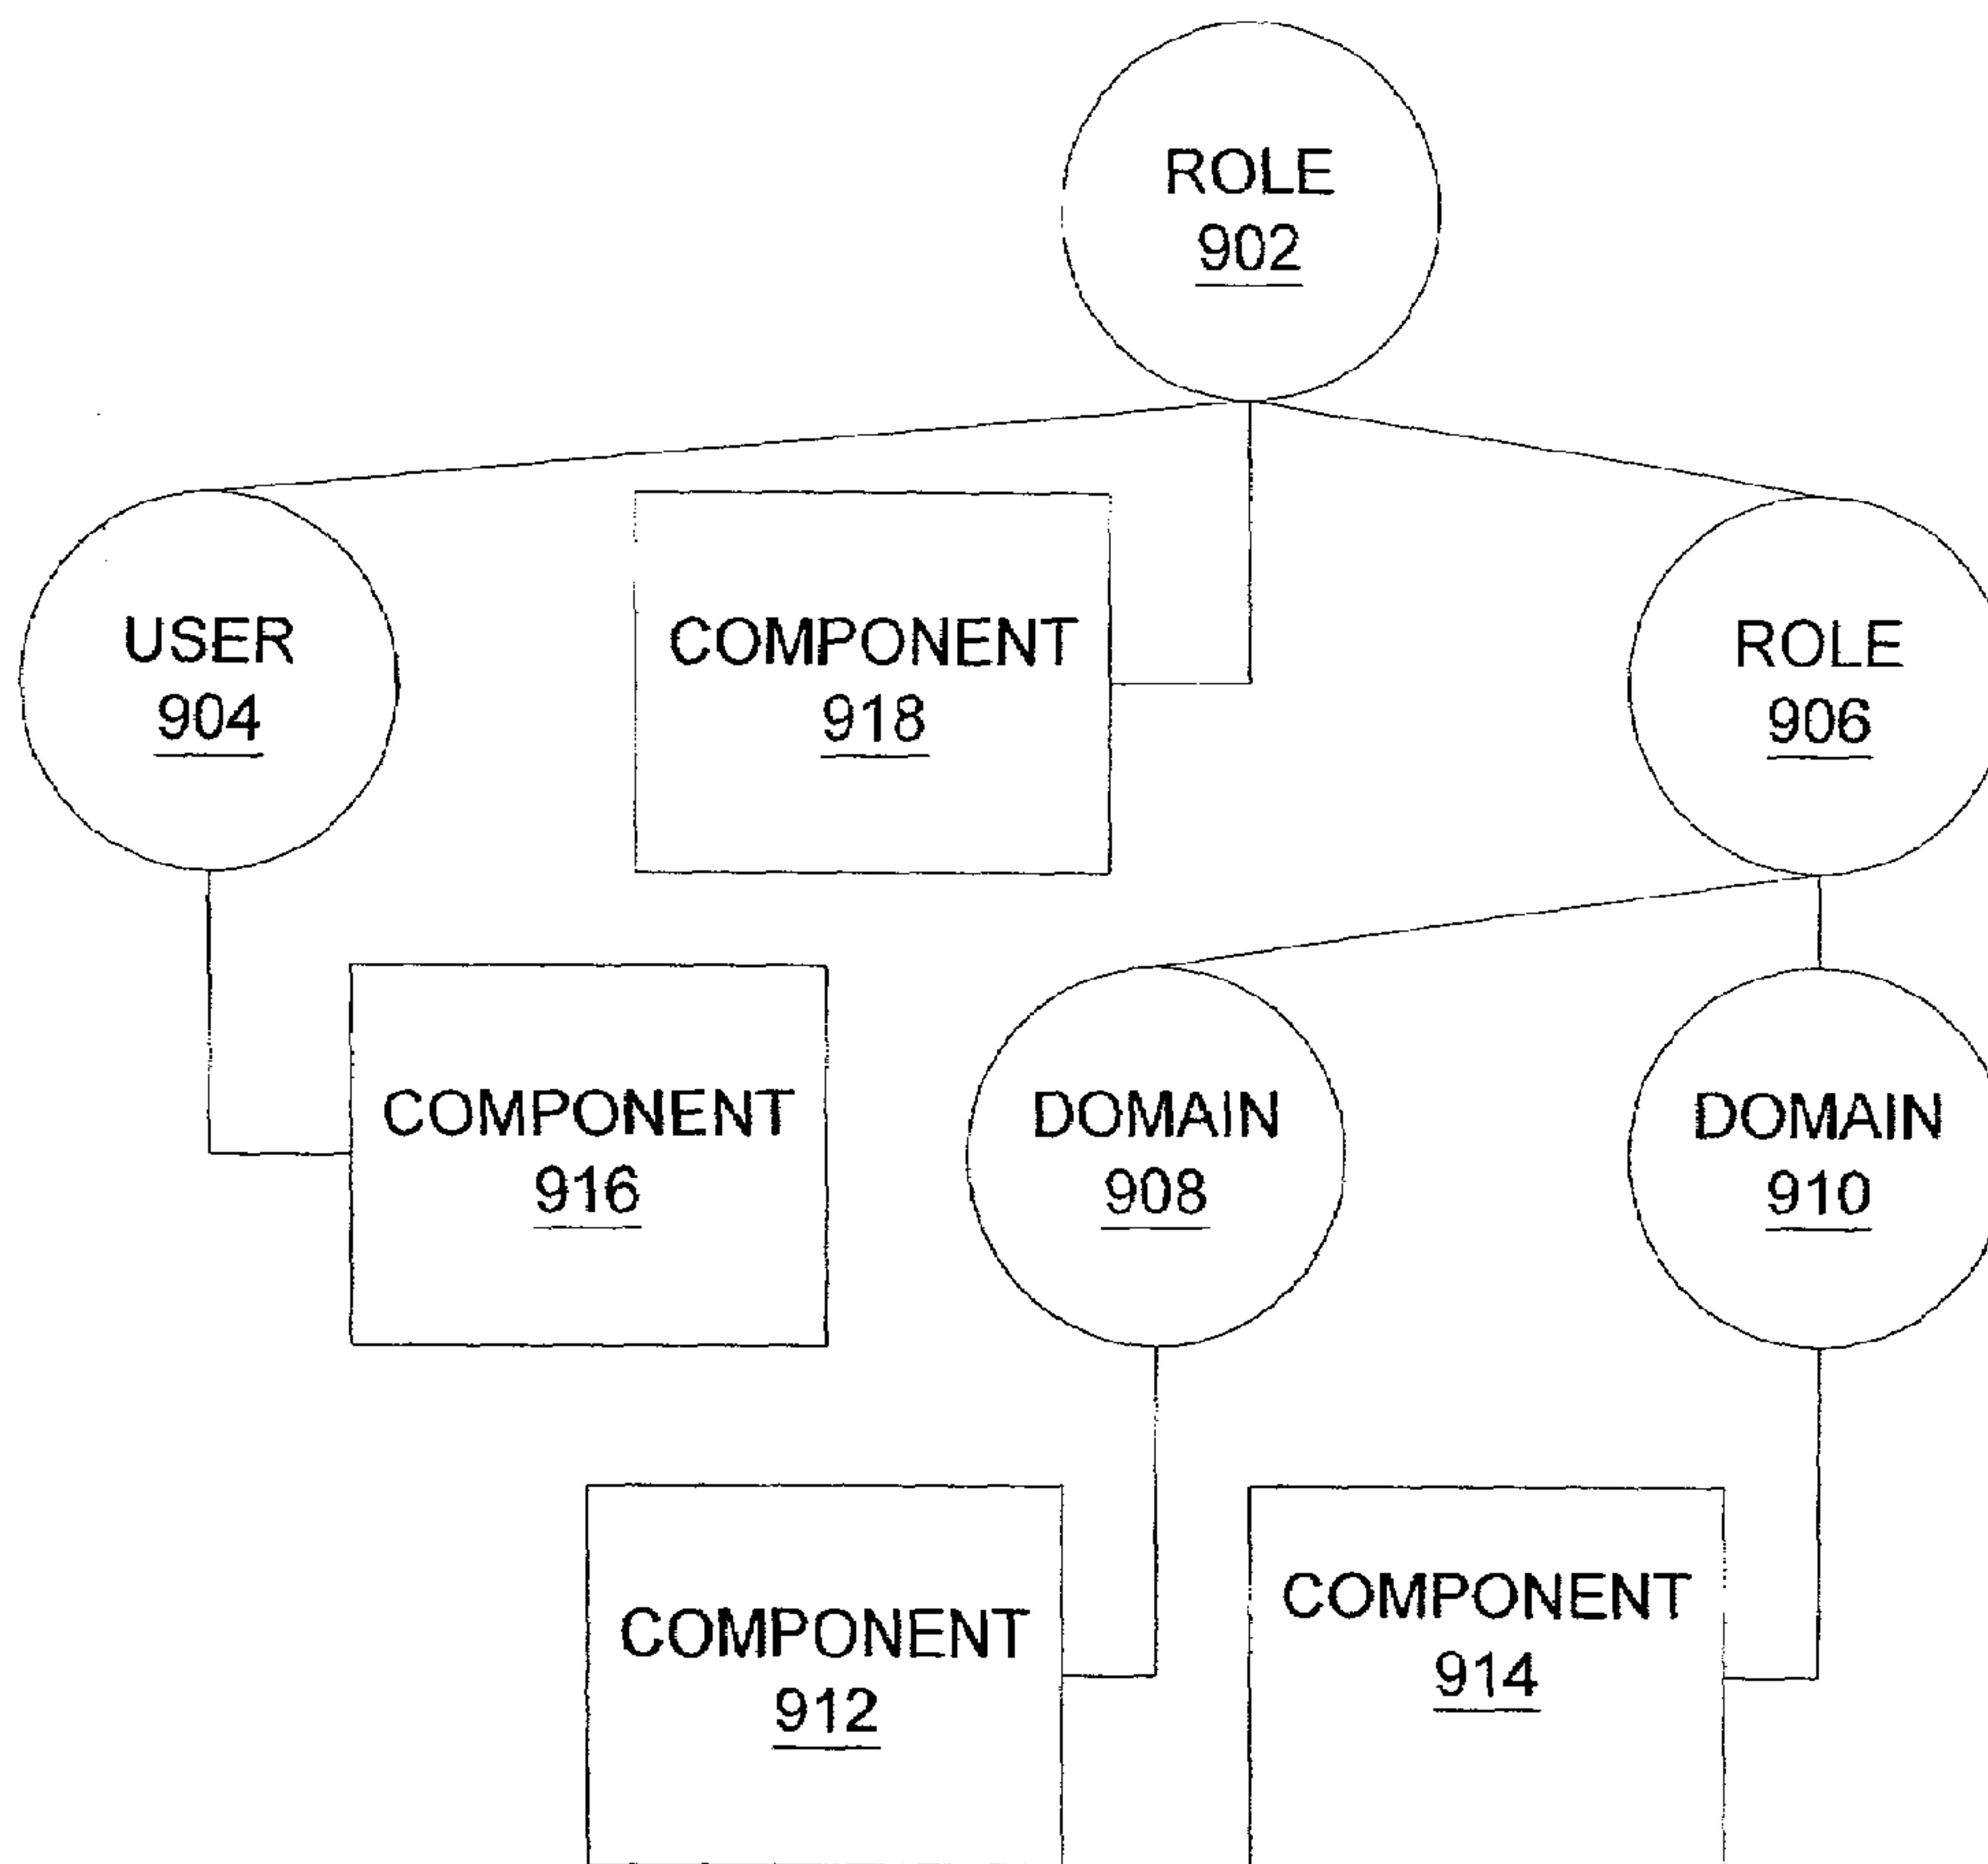 ROLE
902
USER
904
COMPONENT
918
ROLE
906
COMPONENT
916
DOMAIN
908
DOMAIN
910
COMPONENT
912
COMPONENT
914